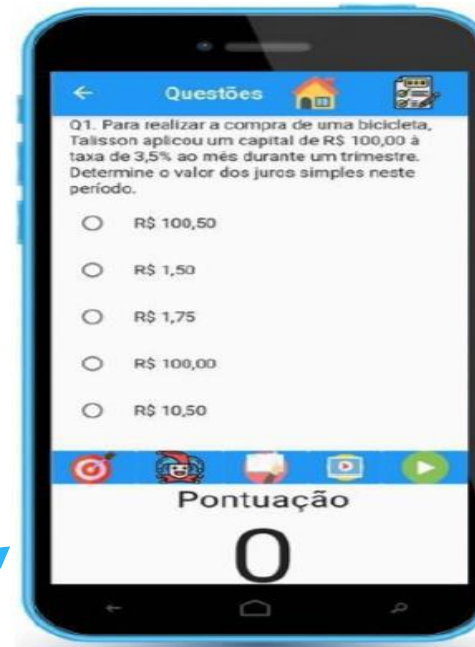 Questões
Q1. Para realizar a compra de uma bicicleta,
Talisson aplicou um capital de R$ 100,00 à
taxa de 3,5% ao mês durante um trimestre.
Determine o valor dos juros simples neste
período.
R$ 100,50
R$ 1,50
R$ 1,75
R$ 100,00
R$ 10,50
Pontuação
0